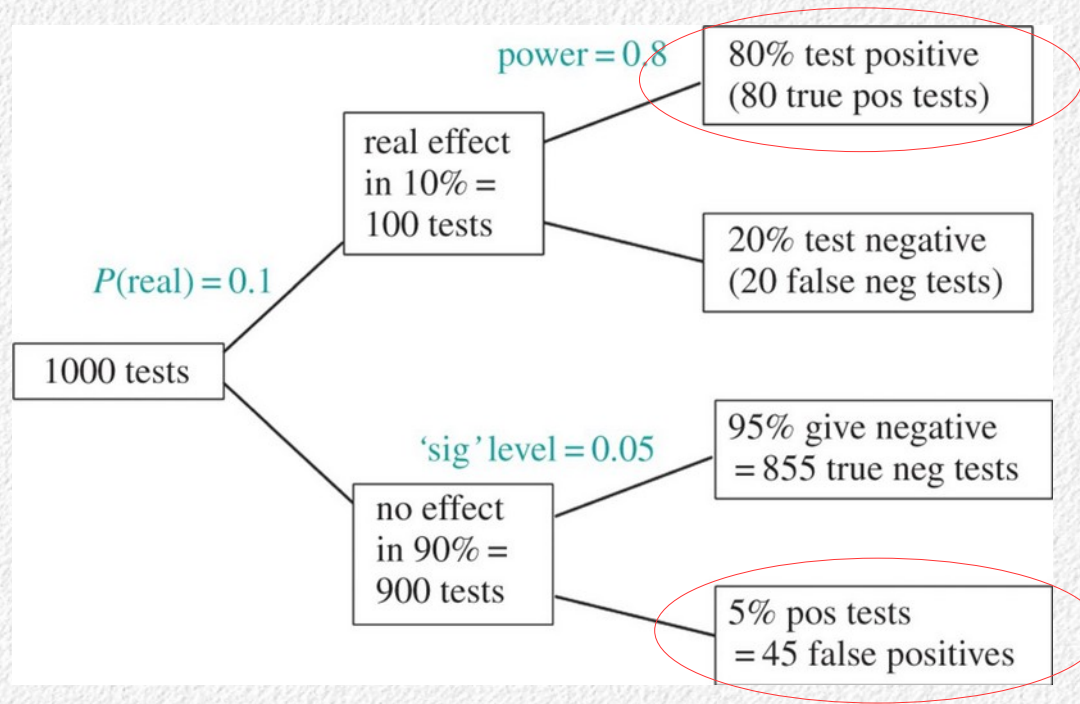 power = 0.8
80% test positive
(80 true pos tests)
real effect
in 10% =
100 tests
20% test negative
(20 false neg tests)
P(real) = 0.1
1000 tests
95% give negative
= 855 true neg tests
‘sig’ level = 0.05
no effect
in 90% =
900 tests
5% pos tests
= 45 false positives